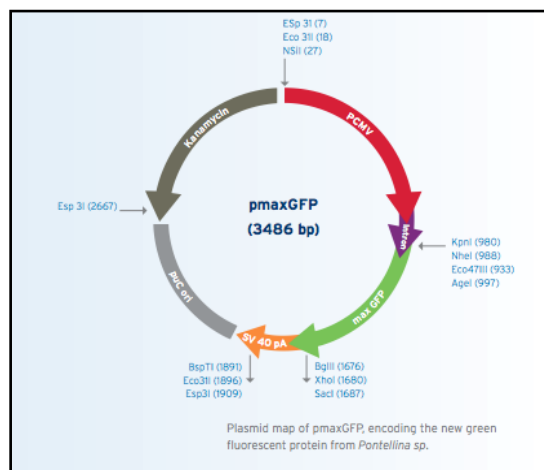 ESp 3I (7)
Eco 31I (18)
NSiI (27)
Kanamycin
PCMV
Esp 3I (2667)
pmaxGFP
(3486 bp)
Intron
KpnI (980)
NheI (988)
Eco47III (933)
AgeI (997)
puC ori
max GFP
SV 40 pA
BspTI (1891)
Eco31I (1896)
Esp3I (1909)
BglII (1676)
XhoI (1680)
SacI (1687)
Plasmid map of pmaxGFP, encoding the new green
fluorescent protein from Pontellina sp.